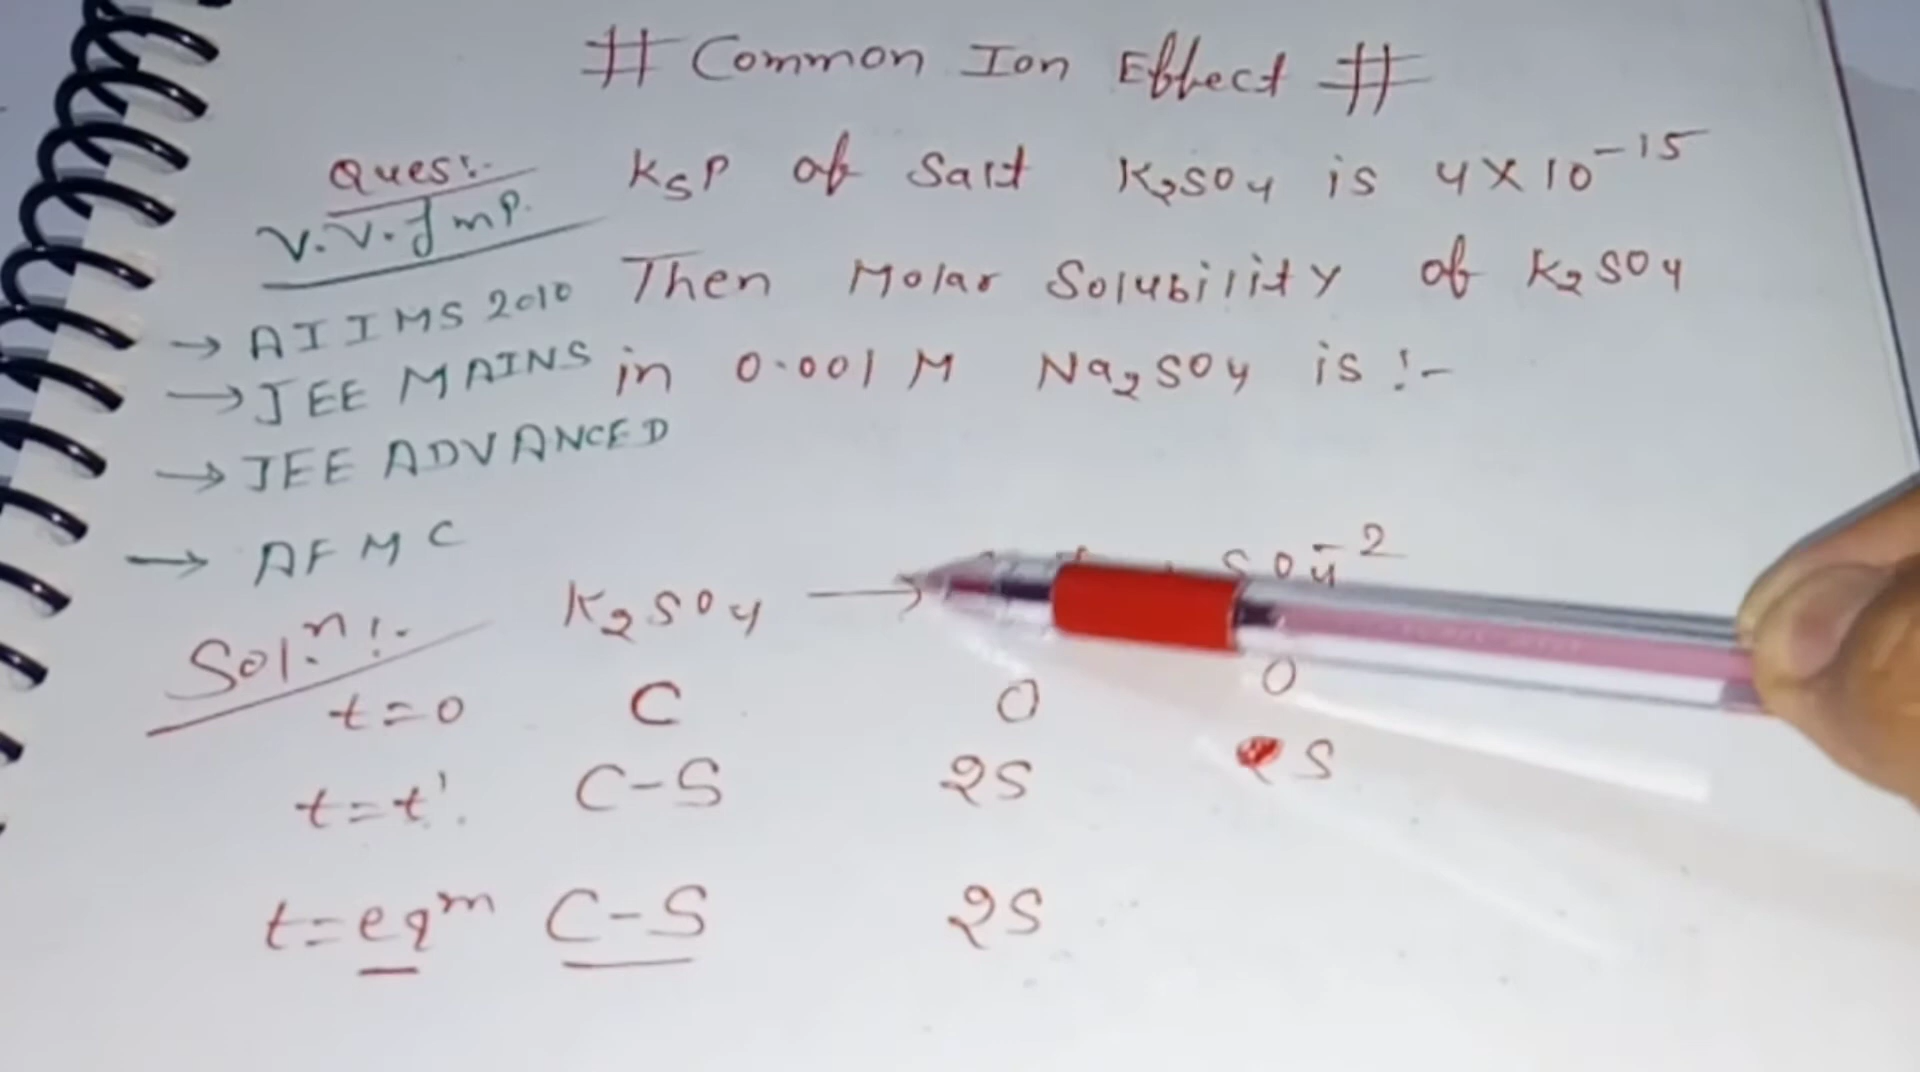 # Common Ion Effect #
Ques:- Ksp of Salt K2SO4 is 4×10^-15
V.V.Imp.
Then Molar Solubility of K2SO4
→ AIIMS 2010
in 0.001 M Na2SO4 is :-
→ JEE MAINS
→ JEE ADVANCED
→ AFMC
Sol.n:- K2SO4 → SO4^-2
t=0 C 0 0
t=t' C-S 2S S
t=eqm C-S 2S